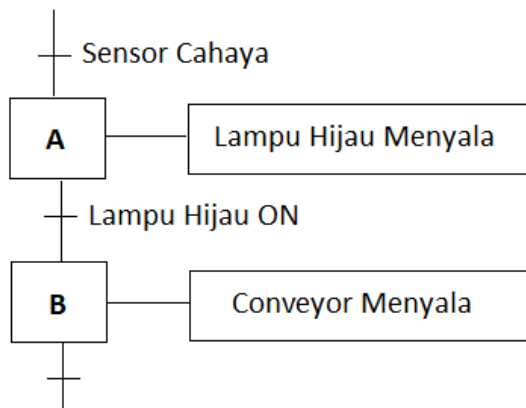 Sensor Cahaya
A
Lampu Hijau Menyala
Lampu Hijau ON
B
Conveyor Menyala